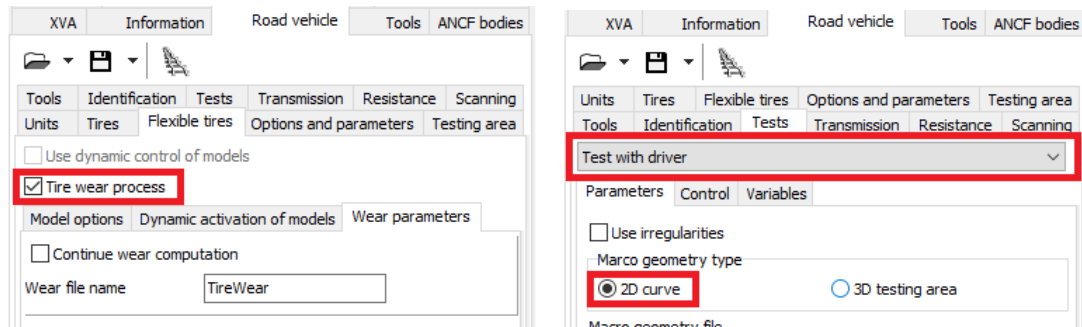 XVA Information Road vehicle Tools ANCF bodies
Tools Identification Tests Transmission Resistance Scanning
Units Tires Flexible tires Options and parameters Testing area
Use dynamic control of models
Tire wear process
Model options Dynamic activation of models Wear parameters
Continue wear computation
Wear file name TireWear
XVA Information Road vehicle Tools ANCF bodies
Units Tires Flexible tires Options and parameters Testing area
Tools Identification Tests Transmission Resistance Scanning
Test with driver
Parameters Control Variables
Use irregularities
Marco geometry type
2D curve 3D testing area
Macro geometry file